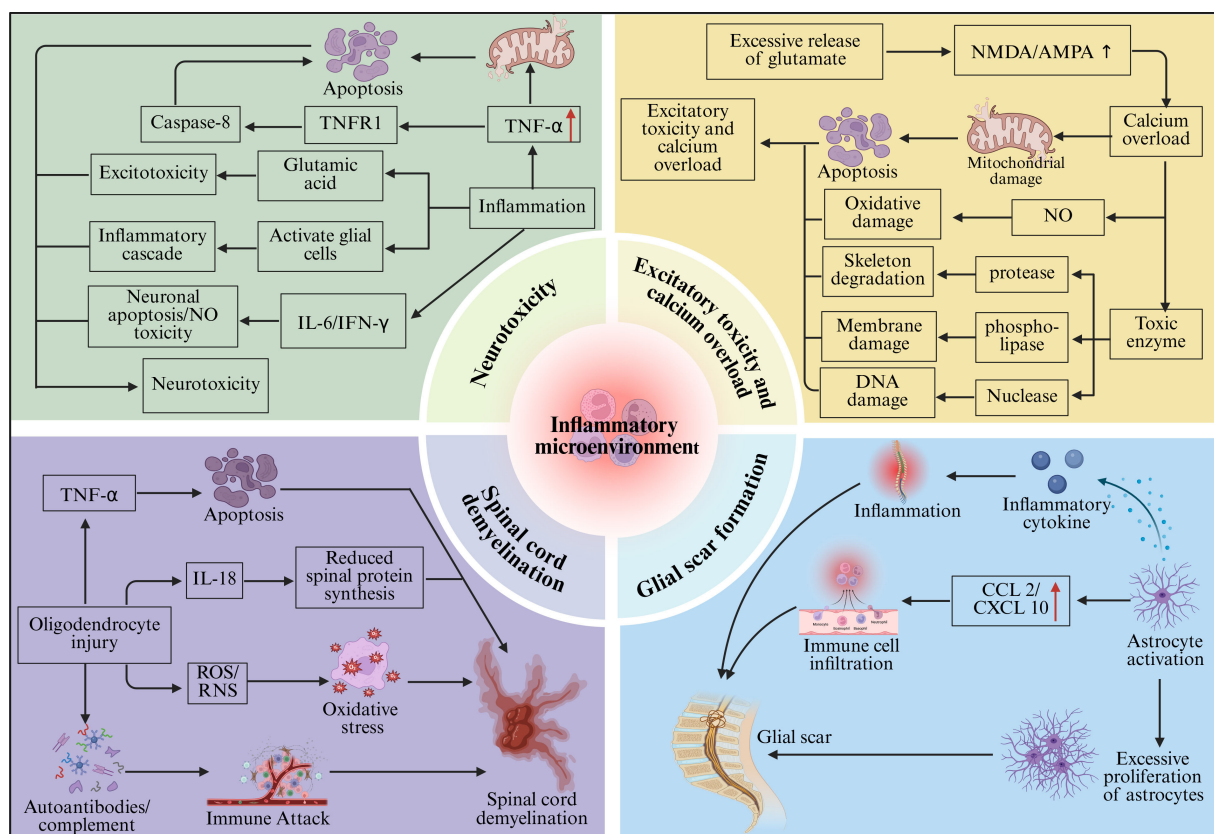 Apoptosis
Caspase-8
TNFR1
TNF-α
Excitotoxicity
Glutamic
acid
Inflammation
Inflammatory
cascade
Activate glial
cells
Neuronal
apoptosis/NO
toxicity
IL-6/IFN-γ
Neurotoxicity
Excessive release
of glutamate
NMDA/AMPA ↑
Excitatory
toxicity and
calcium
overload
Apoptosis
Mitochondrial
damage
Calcium
overload
Oxidative
damage
NO
Skeleton
degradation
protease
Membrane
damage
phospho-
lipase
Toxic
enzyme
DNA
damage
Nuclease
Neurotoxicity
Excitatory toxicity and
calcium overload
Inflammatory
microenvironment
Spinal cord
demyelination
Glial scar formation
TNF-α
Apoptosis
IL-18
Reduced
spinal protein
synthesis
Oligodendrocyte
injury
ROS/
RNS
Oxidative
stress
Autoantibodies/
complement
Immune Attack
Spinal cord
demyelination
Inflammation
Inflammatory
cytokine
CCL 2/
CXCL 10
Immune cell
infiltration
Astrocyte
activation
Glial scar
Excessive
proliferation
of astrocytes